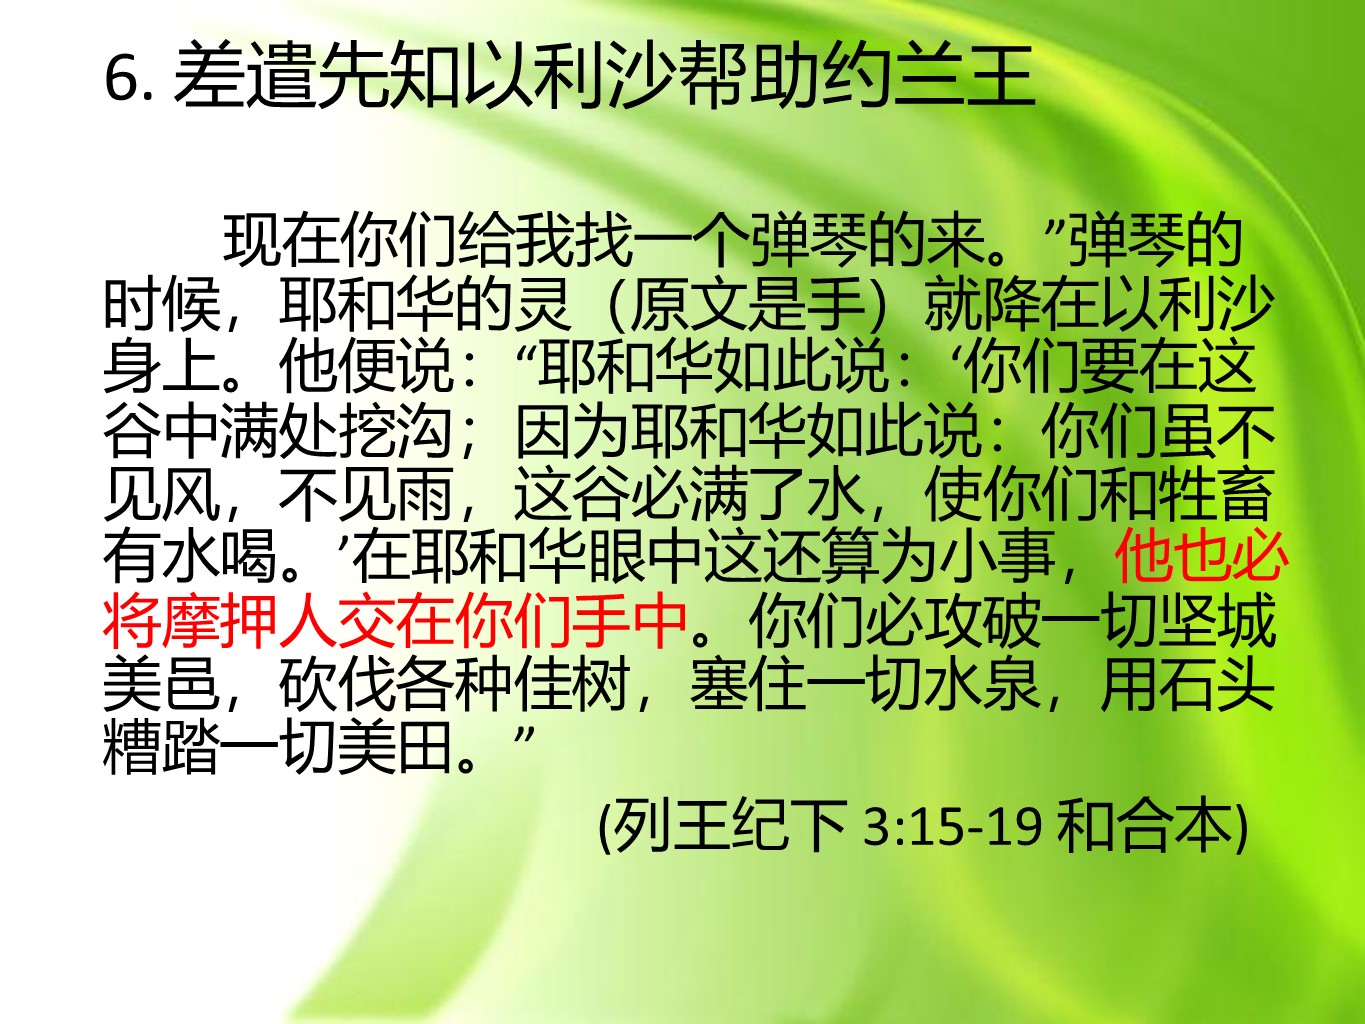 6. 差遣先知以利沙帮助约兰王
现在你们给我找一个弹琴的来。”弹琴的
时候，耶和华的灵（原文是手）就降在以利沙
身上。他便说：“耶和华如此说：‘你们要在这
谷中满处挖沟；因为耶和华如此说：你们虽不
见风，不见雨，这谷必满了水，使你们和牲畜
有水喝。’在耶和华眼中这还算为小事，他也必
将摩押人交在你们手中。你们必攻破一切坚城
美邑，砍伐各种佳树，塞住一切水泉，用石头
糟踏一切美田。”
(列王纪下 3:15-19 和合本)